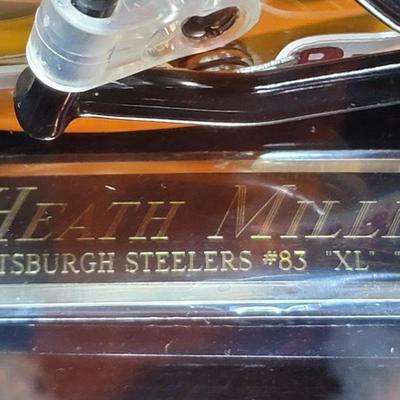 HEATH MILL
TSBURGH STEELERS #83 "XL" "